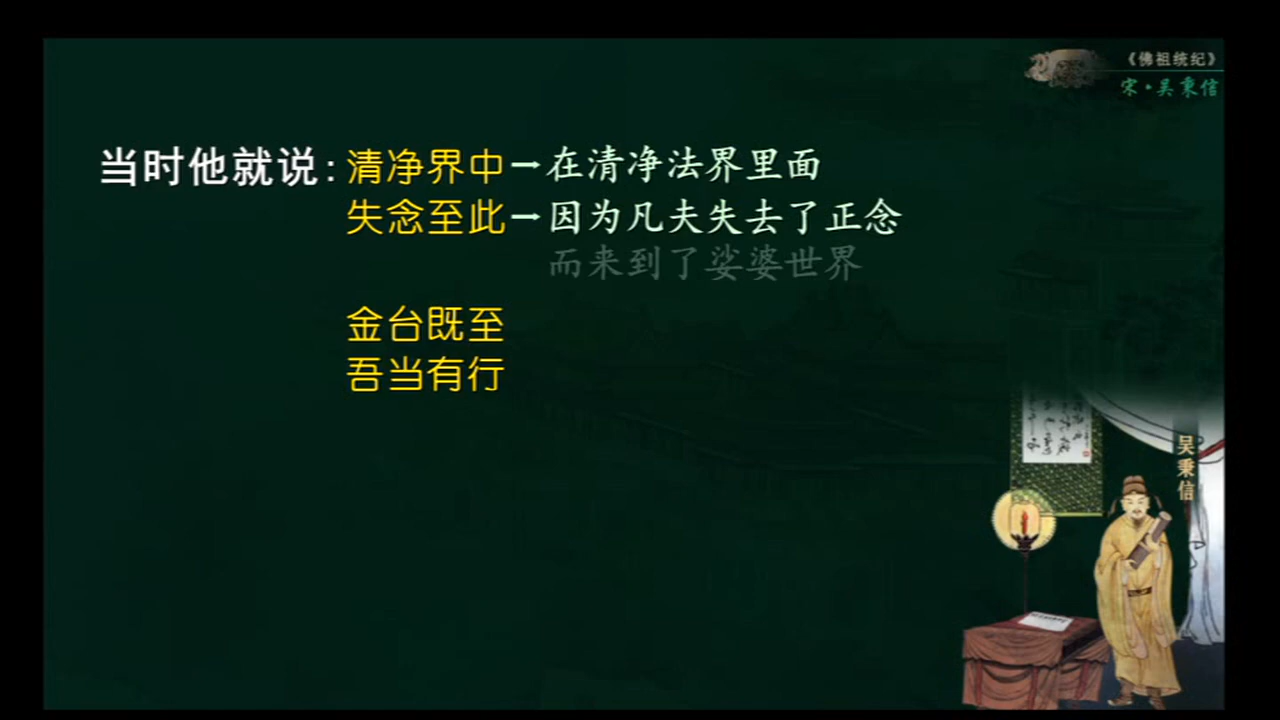 《佛祖统纪》
宋·吴秉信
当时他就说:清净界中→在清净法界里面
失念至此→因为凡夫失去了正念
而来到了娑婆世界
金台既至
吾当有行
吴秉信